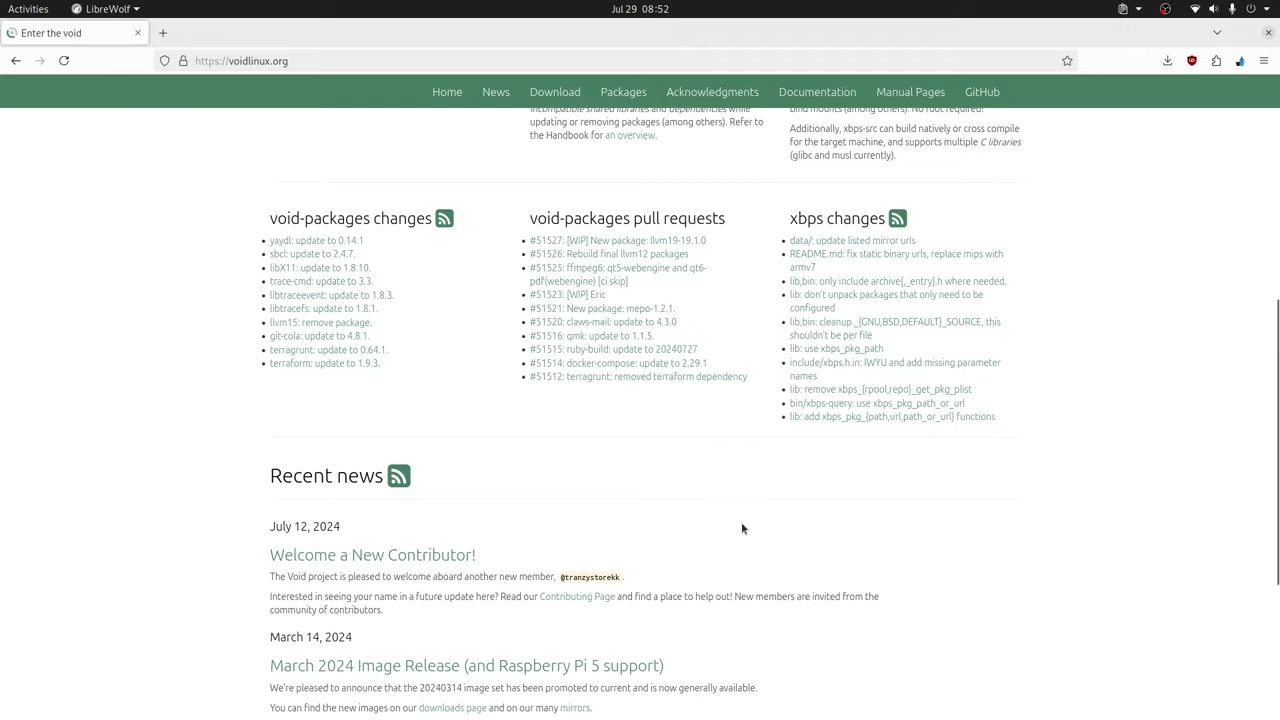 Activities
LibreWolf
Jul 29 08:52
Enter the void
https://voidlinux.org
Home
News
Download
Packages
Acknowledgments
Documentation
Manual Pages
GitHub
incompatible shared libraries and dependencies while
updating or removing packages (among others). Refer to
the Handbook for an overview.
bind mounts (among others). No root required!
Additionally, xbps-src can build natively or cross compile
for the target machine, and supports multiple C libraries
(glibc and musl currently).
void-packages changes
yaydl: update to 0.14.1
sbcl: update to 2.4.7.
libX11: update to 1.8.10.
trace-cmd: update to 3.3.
libtraceevent: update to 1.8.3.
libtracefs: update to 1.8.1.
llvm15: remove package.
git-cola: update to 4.8.1.
terragrunt: update to 0.64.1.
terraform: update to 1.9.3.
void-packages pull requests
#51527: [WIP] New package: llvm19-19.1.0
#51526: Rebuild final llvm12 packages
#51525: ffmpeg6: qt5-webengine and qt6-
pdf(webengine) [ci skip]
#51523: [WIP] Eric
#51521: New package: mepo-1.2.1.
#51520: claws-mail: update to 4.3.0
#51516: qmk: update to 1.1.5.
#51515: ruby-build: update to 20240727
#51514: docker-compose: update to 2.29.1
#51512: terragrunt: removed terraform dependency
xbps changes
data/: update listed mirror urls
README.md: fix static binary urls, replace mips with
armv7
lib,bin: only include archive{,_entry}.h where needed.
lib: don't unpack packages that only need to be
configured
lib,bin: cleanup _{GNU,BSD,DEFAULT}_SOURCE, this
shouldn't be per file
lib: use xbps_pkg_path
include/xbps.h.in: IWYU and add missing parameter
names
lib: remove xbps_{rpool,repo}_get_pkg_plist
bin/xbps-query: use xbps_pkg_path_or_url
lib: add xbps_pkg_{path,url,path_or_url} functions
Recent news
July 12, 2024
Welcome a New Contributor!
The Void project is pleased to welcome aboard another new member, @tranzystorekk.
Interested in seeing your name in a future update here? Read our Contributing Page and find a place to help out! New members are invited from the
community of contributors.
March 14, 2024
March 2024 Image Release (and Raspberry Pi 5 support)
We're pleased to announce that the 20240314 image set has been promoted to current and is now generally available.
You can find the new images on our downloads page and on our many mirrors.